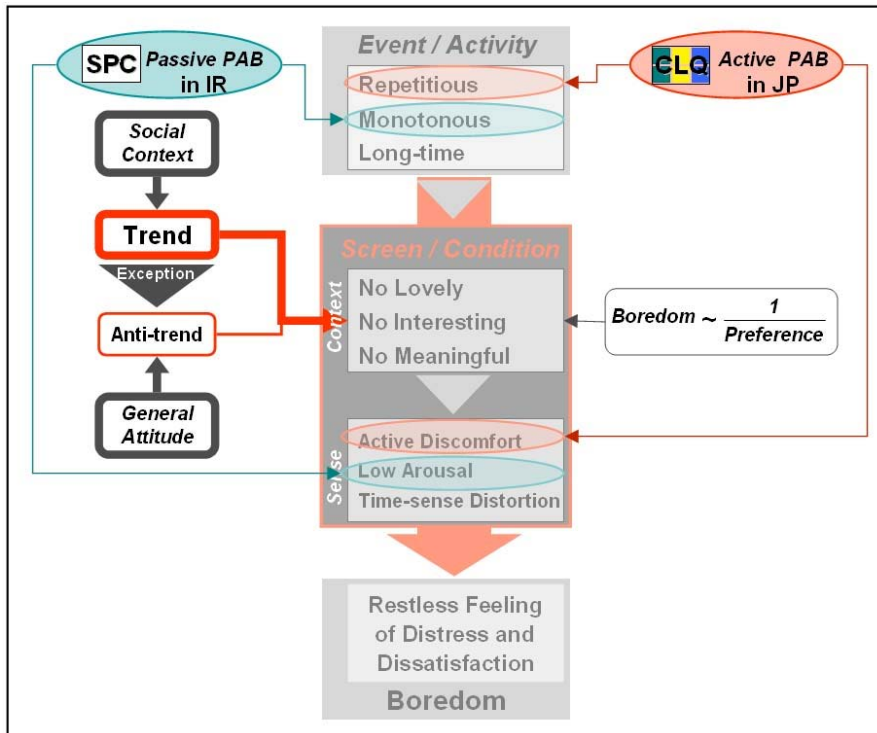 SPC Passive PAB
in IR
Event / Activity
Repetitious
Monotonous
Long-time
CLQ Active PAB
in JP
Social
Context
Trend
Exception
Anti-trend
General
Attitude
Screen / Condition
Context
No Lovely
No Interesting
No Meaningful
Boredom ~ 1
Preference
Sense
Active Discomfort
Low Arousal
Time-sense Distortion
Restless Feeling
of Distress and
Dissatisfaction
Boredom